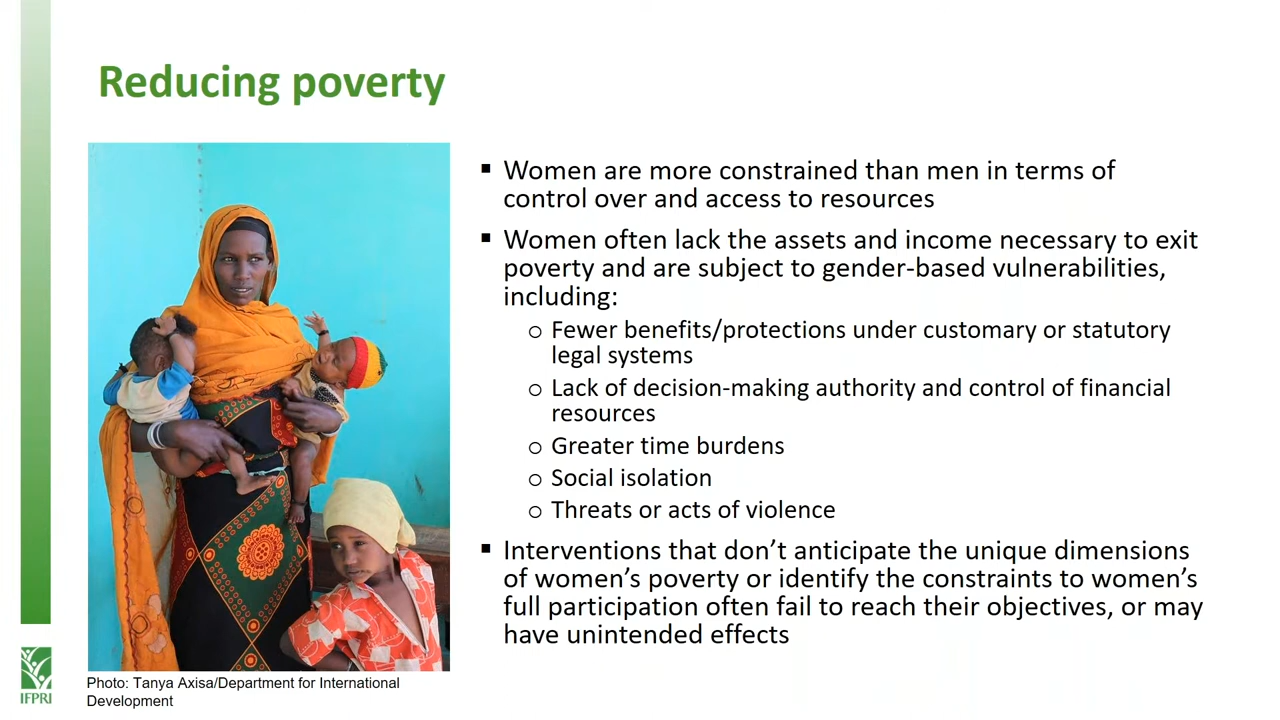 Reducing poverty
▪ Women are more constrained than men in terms of
control over and access to resources
▪ Women often lack the assets and income necessary to exit
poverty and are subject to gender-based vulnerabilities,
including:
o Fewer benefits/protections under customary or statutory
legal systems
o Lack of decision-making authority and control of financial
resources
o Greater time burdens
o Social isolation
o Threats or acts of violence
▪ Interventions that don’t anticipate the unique dimensions
of women’s poverty or identify the constraints to women’s
full participation often fail to reach their objectives, or may
have unintended effects
Photo: Tanya Axisa/Department for International
Development
IFPRI